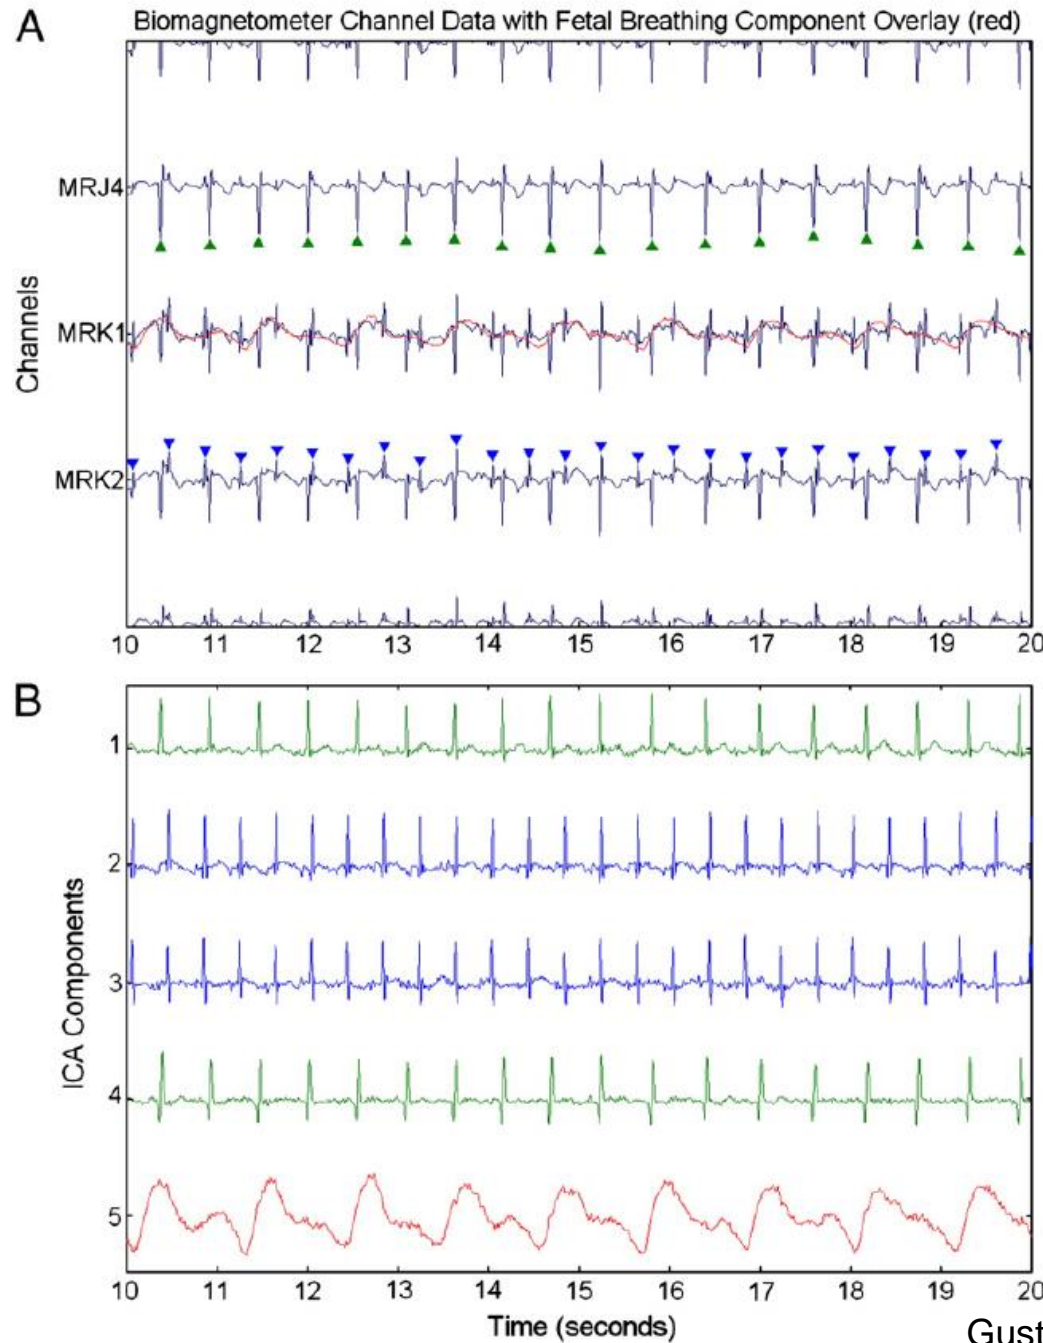 A
Biomagnetometer Channel Data with Fetal Breathing Component Overlay (red)
Channels
MRJ4
MRK1
MRK2
10 11 12 13 14 15 16 17 18 19 20
B
ICA Components
1
2
3
4
5
10 11 12 13 14 15 16 17 18 19 20
Time (seconds)
Gust